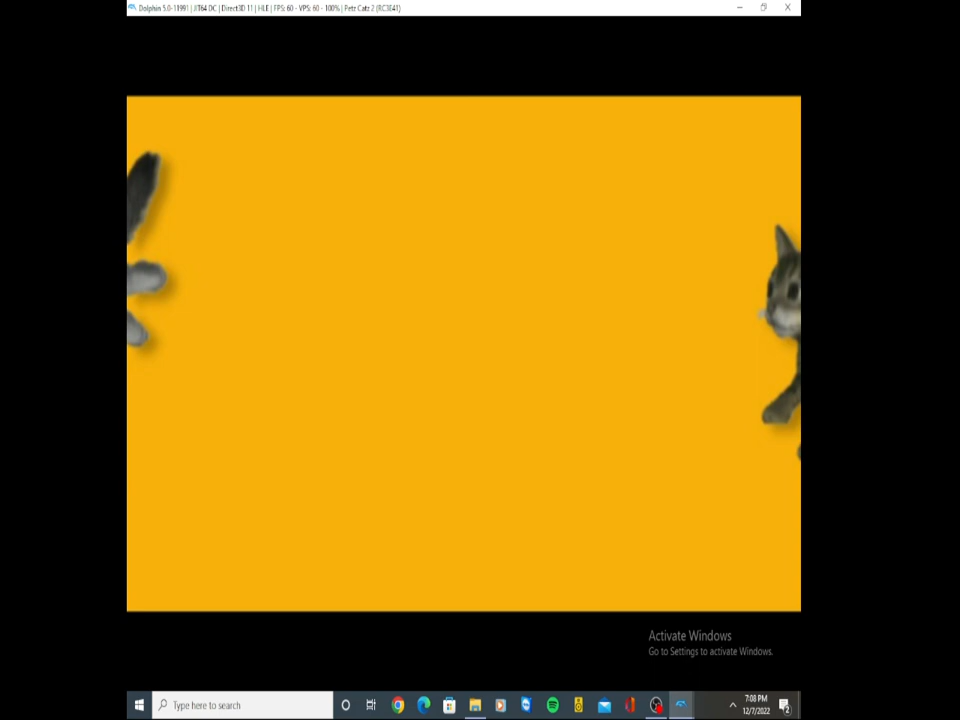 Dolphin 5.0-11991 | JIT64 DC | Direct3D 11 | HLE | FPS: 60 - VPS: 60 - 100% | Petz Catz 2 (RC3E41)
Activate Windows
Go to Settings to activate Windows.
Type here to search
7:08 PM
12/7/2022
2